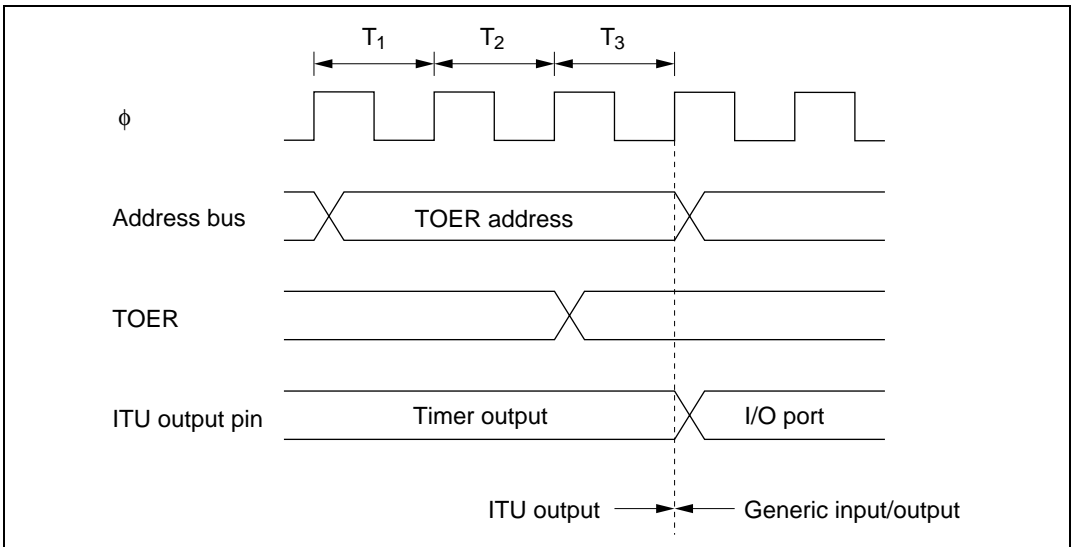 T1 T2 T3
φ
Address bus TOER address
TOER
ITU output pin Timer output I/O port
ITU output Generic input/output